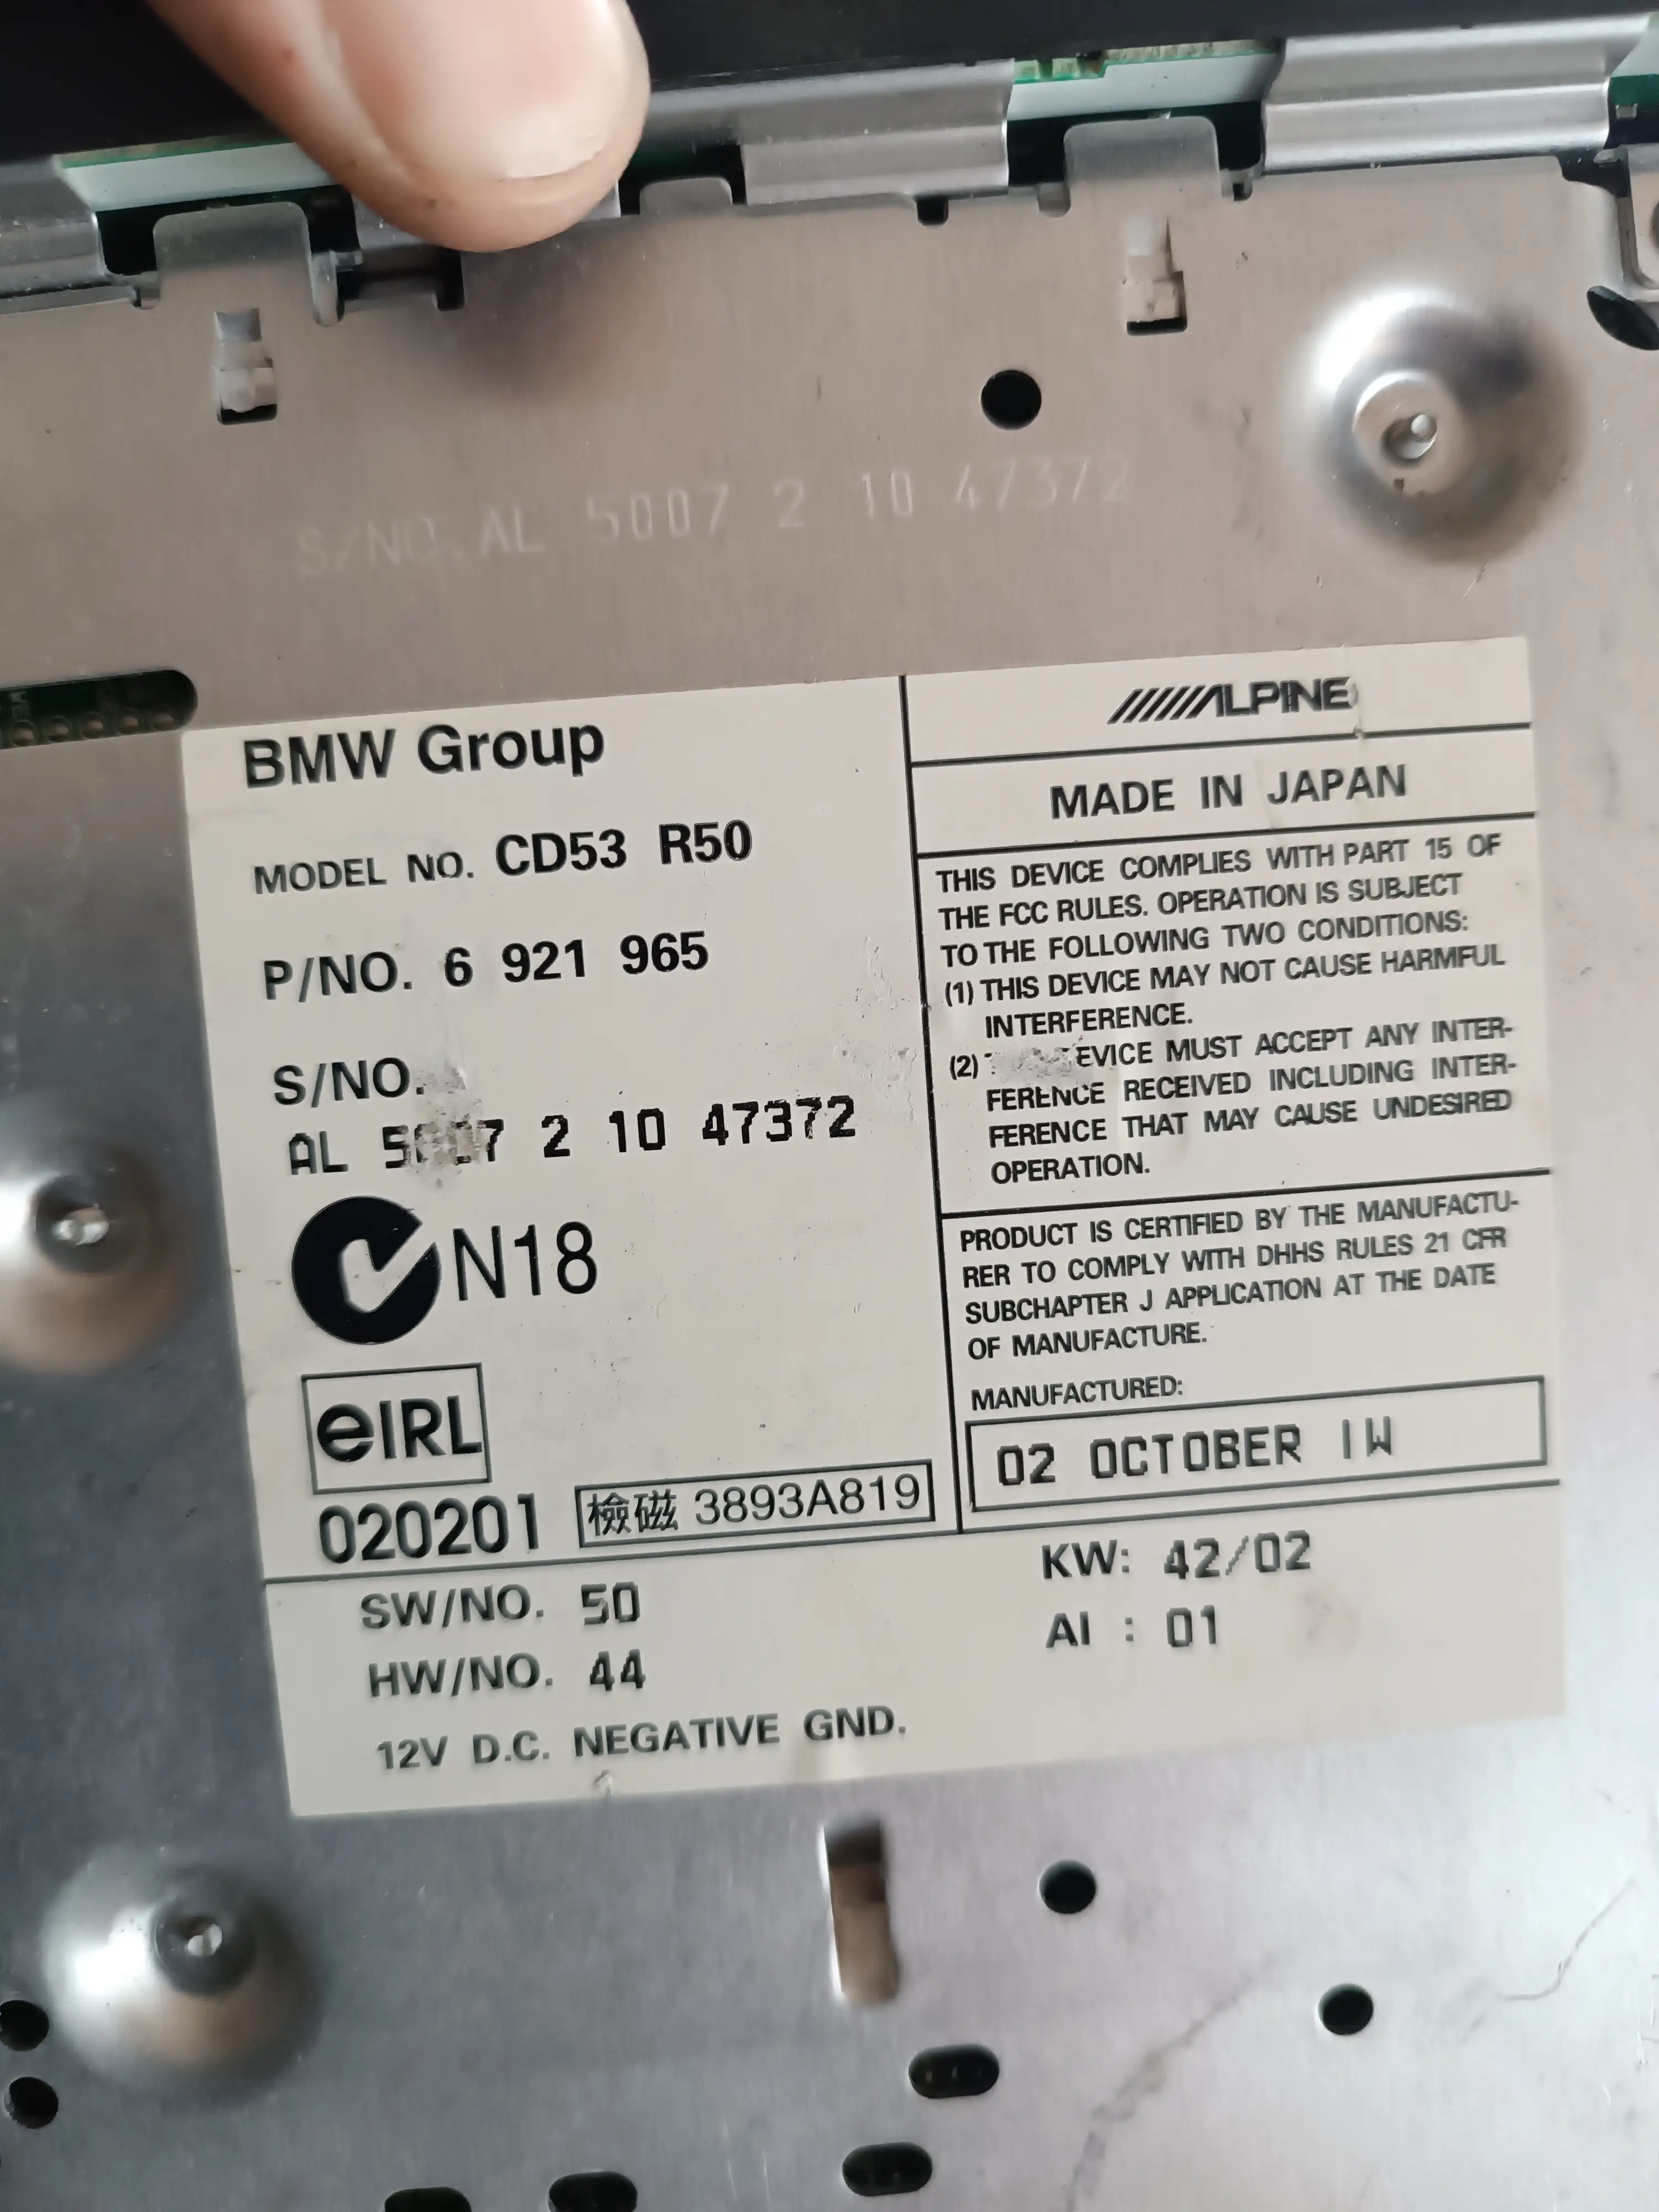 S/NO.AL 5007 2 10 47372
BMW Group
MODEL NO. CD53 R50
P/NO. 6 921 965
S/NO.
AL 5007 2 10 47372
N18
eIRL
020201
檢磁 3893A819
ALPINE
MADE IN JAPAN
THIS DEVICE COMPLIES WITH PART 15 OF
THE FCC RULES. OPERATION IS SUBJECT
TO THE FOLLOWING TWO CONDITIONS:
(1) THIS DEVICE MAY NOT CAUSE HARMFUL
INTERFERENCE.
(2) EVICE MUST ACCEPT ANY INTER-
FERENCE RECEIVED INCLUDING INTER-
FERENCE THAT MAY CAUSE UNDESIRED
OPERATION.
PRODUCT IS CERTIFIED BY THE MANUFACTU-
RER TO COMPLY WITH DHHS RULES 21 CFR
SUBCHAPTER J APPLICATION AT THE DATE
OF MANUFACTURE.
MANUFACTURED:
02 OCTOBER 1W
SW/NO. 50
HW/NO. 44
12V D.C. NEGATIVE GND.
KW: 42/02
AI : 01